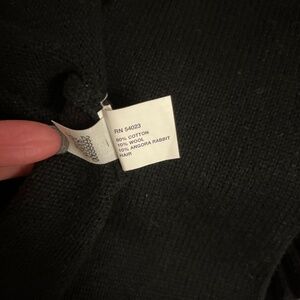 RN 54023
80% COTTON
10% WOOL
10% ANGORA RABBIT
HAIR